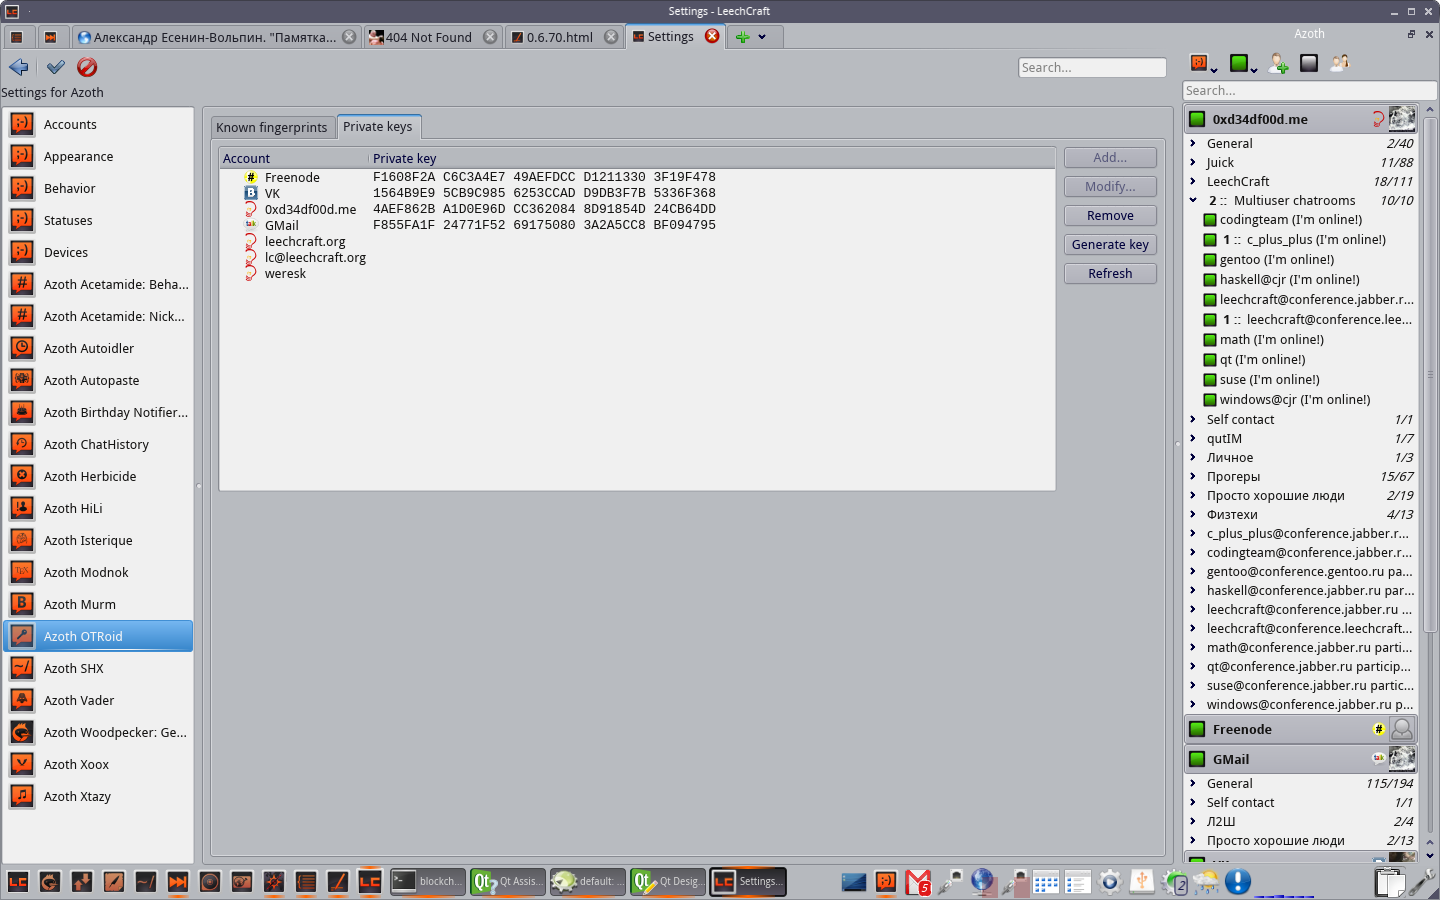 Settings - LeechCraft
Александр Есенин-Вольпин. "Памятка...
404 Not Found
0.6.70.html
Settings
Azoth
Search...
Settings for Azoth
Search...
Accounts
Appearance
Behavior
Statuses
Devices
Azoth Acetamide: Beha...
Azoth Acetamide: Nick...
Azoth Autoidler
Azoth Autopaste
Azoth Birthday Notifier...
Azoth ChatHistory
Azoth Herbicide
Azoth HiLi
Azoth Isterique
Azoth Modnok
Azoth Murm
Azoth OTRoid
Azoth SHX
Azoth Vader
Azoth Woodpecker: Ge...
Azoth Xoox
Azoth Xtazy
Known fingerprints
Private keys
Account Private key
Freenode F1608F2A C6C3A4E7 49AEFDCC D1211330 3F19F478
VK 1564B9E9 5CB9C985 6253CCAD D9DB3F7B 5336F368
0xd34df00d.me 4AEF862B A1D0E96D CC362084 8D91854D 24CB64DD
GMail F855FA1F 24771F52 69175080 3A2A5CC8 BF094795
leechcraft.org
lc@leechcraft.org
weresk
Add...
Modify...
Remove
Generate key
Refresh
0xd34df00d.me
General 2/40
Juick 11/88
LeechCraft 18/111
2 :: Multiuser chatrooms 10/10
codingteam (I'm online!)
1 :: c_plus_plus (I'm online!)
gentoo (I'm online!)
haskell@cjr (I'm online!)
leechcraft@conference.jabber.r...
1 :: leechcraft@conference.lee...
math (I'm online!)
qt (I'm online!)
suse (I'm online!)
windows@cjr (I'm online!)
Self contact 1/1
qutIM 1/7
Личное 1/3
Прогеры 15/67
Просто хорошие люди 2/19
Физтехи 4/13
c_plus_plus@conference.jabber.r...
codingteam@conference.jabber.r...
gentoo@conference.gentoo.ru pa...
haskell@conference.jabber.ru par...
leechcraft@conference.jabber.ru ...
leechcraft@conference.leechcraft...
math@conference.jabber.ru parti...
qt@conference.jabber.ru particip...
suse@conference.jabber.ru partic...
windows@conference.jabber.ru p...
Freenode
GMail
General 115/194
Self contact 1/1
Л2Ш 2/4
Просто хорошие люди 2/13
blockch...
Qt Assis...
default: ...
Qt Desig...
Settings...
5
2